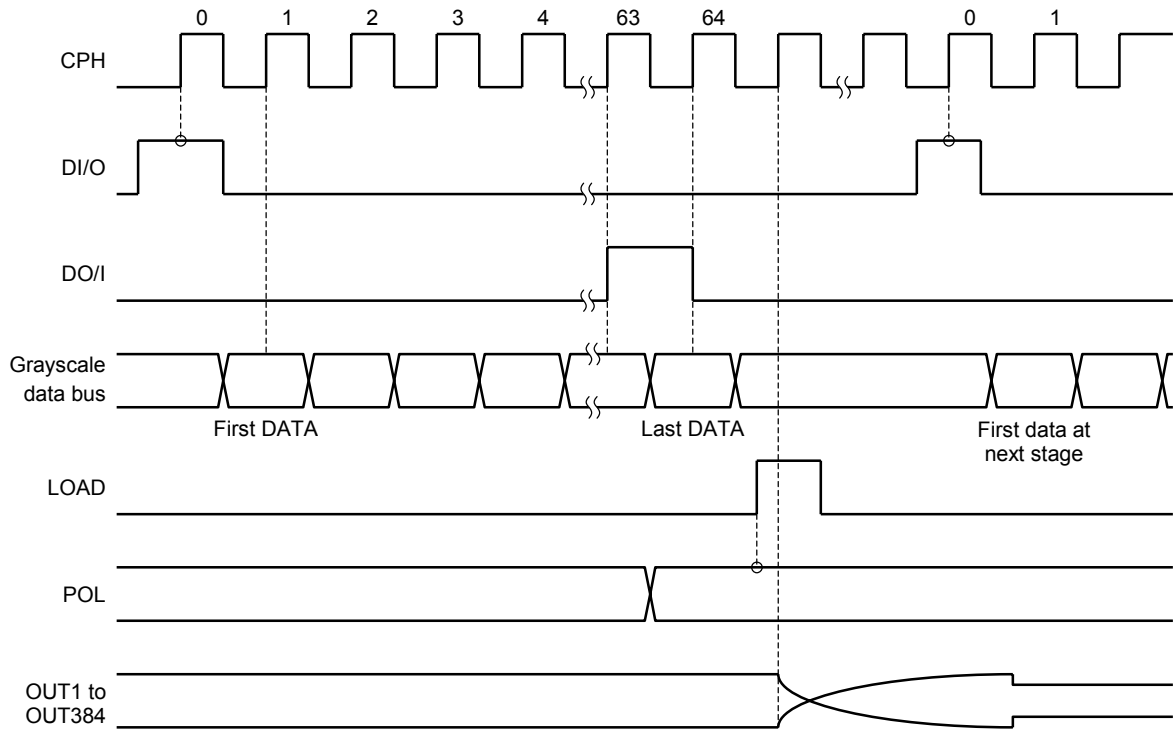 0 1 2 3 4 63 64 0 1
CPH
DI/O
DO/I
Grayscale
data bus
First DATA Last DATA First data at
next stage
LOAD
POL
OUT1 to
OUT384